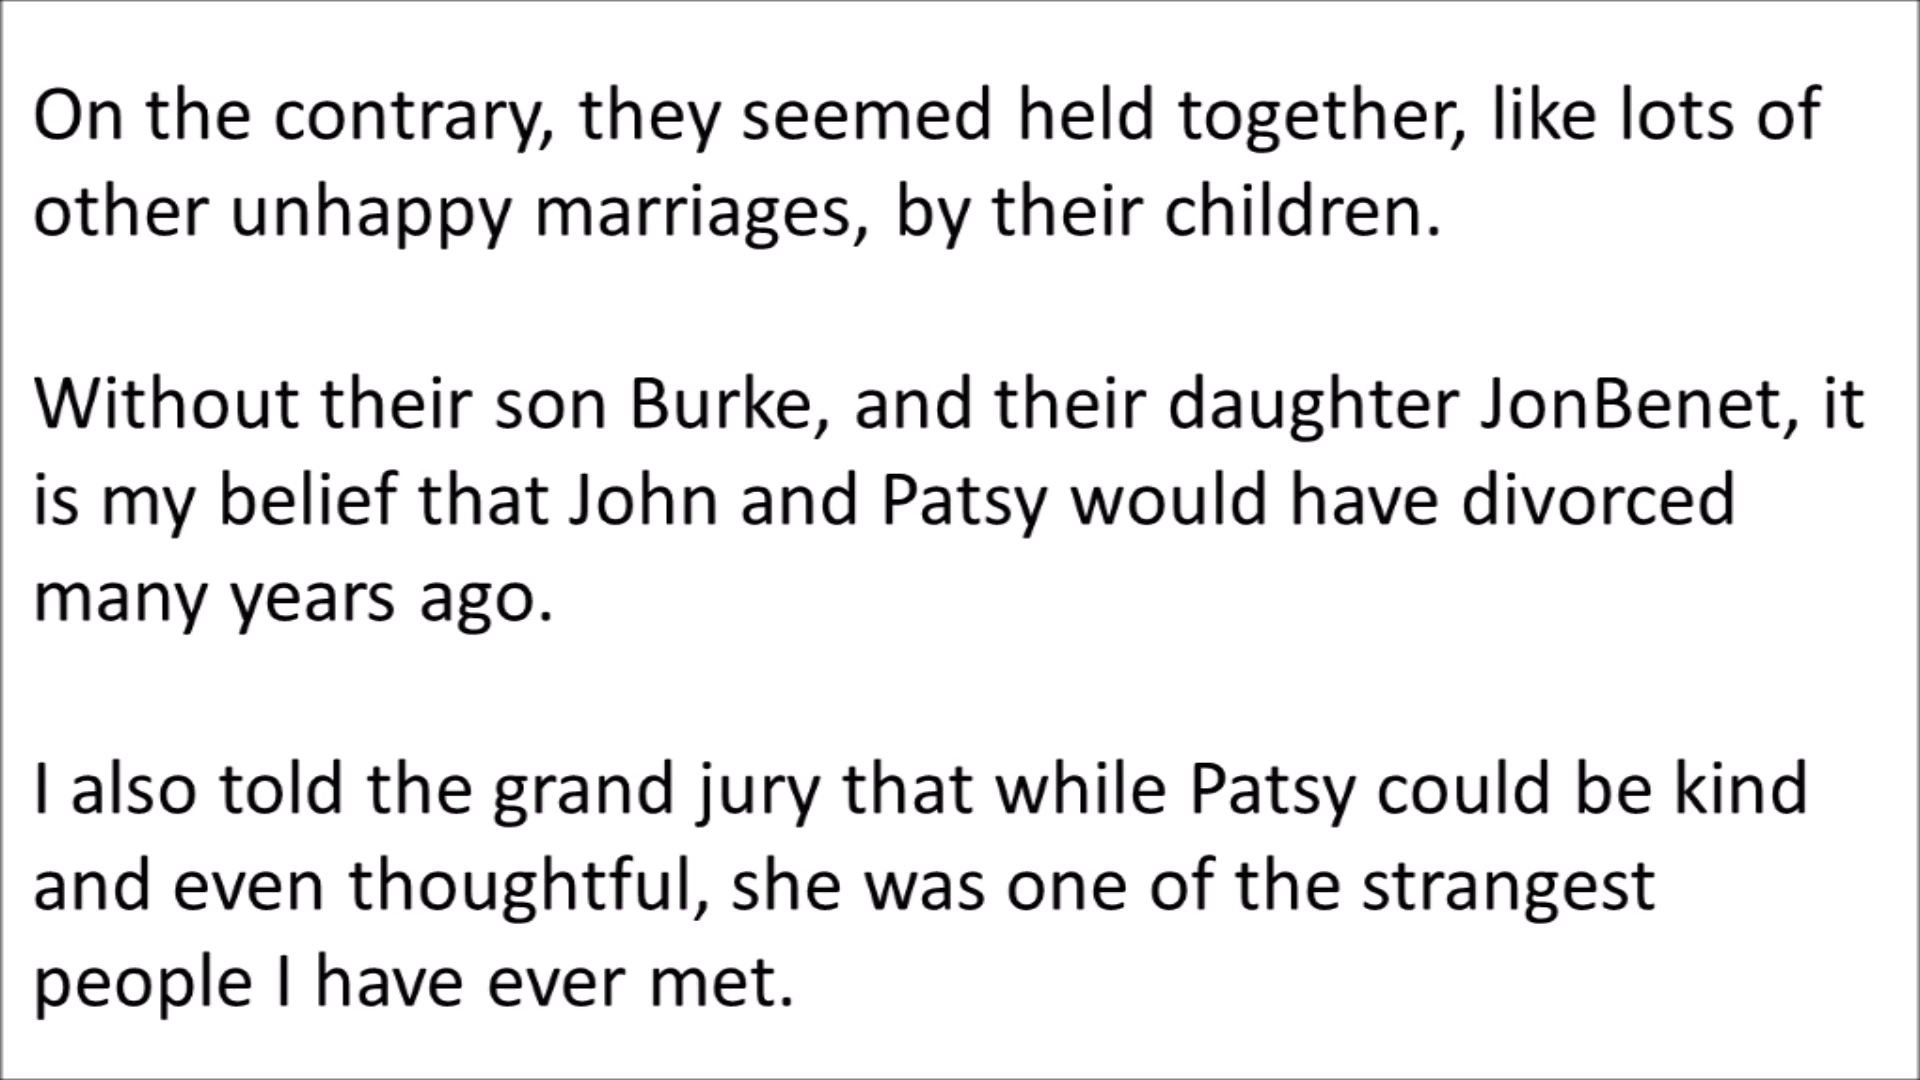 On the contrary, they seemed held together, like lots of
other unhappy marriages, by their children.
Without their son Burke, and their daughter JonBenet, it
is my belief that John and Patsy would have divorced
many years ago.
I also told the grand jury that while Patsy could be kind
and even thoughtful, she was one of the strangest
people I have ever met.